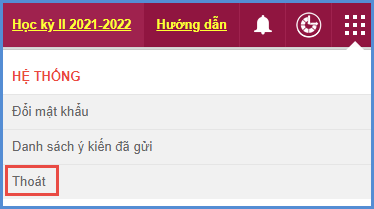 Học kỳ II 2021-2022 Hướng dẫn
HỆ THỐNG
Đổi mật khẩu
Danh sách ý kiến đã gửi
Thoát